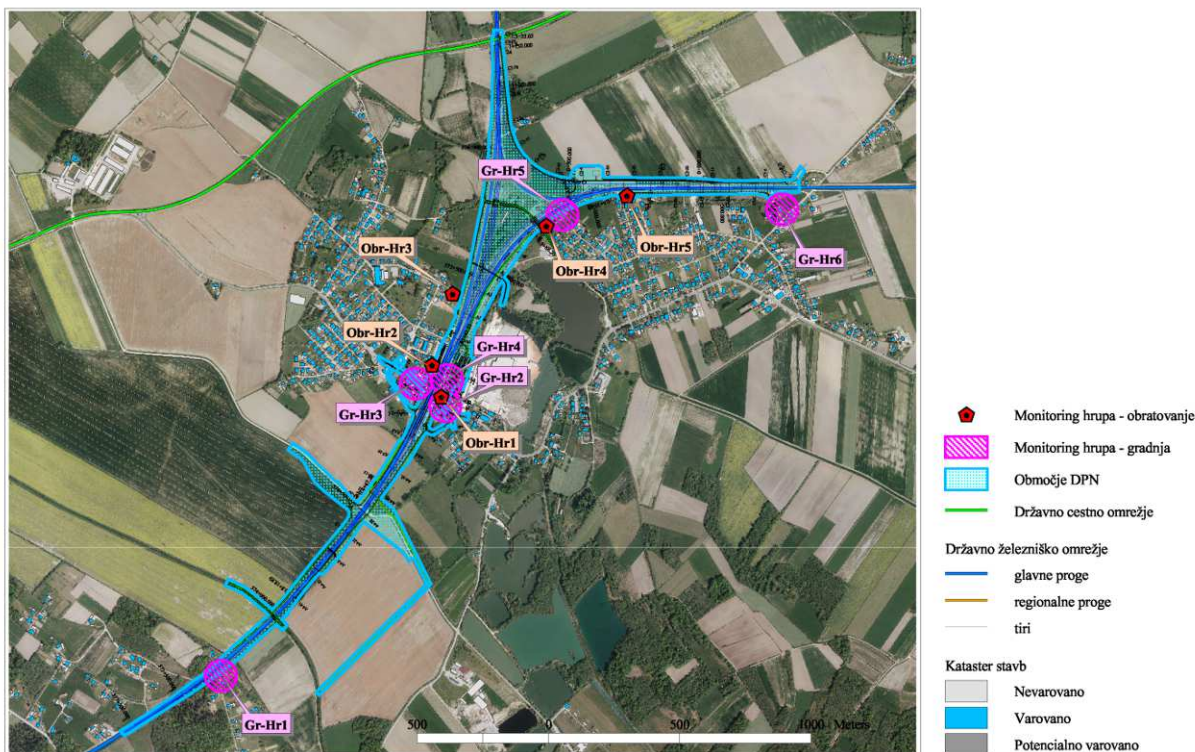 Gr-Hr5
Obr-Hr3
Obr-Hr5
Obr-Hr4
Gr-Hr6
Obr-Hr2
Gr-Hr4
Gr-Hr2
Gr-Hr3
Obr-Hr1
Gr-Hr1
500 0 500 1000 Meters
Monitoring hrupa - obratovanje
Monitoring hrupa - gradnja
Območje DPN
Državno cestno omrežje
Državno železniško omrežje
glavne proge
regionalne proge
tiri
Kataster stavb
Nevarovano
Varovano
Potencialno varovano